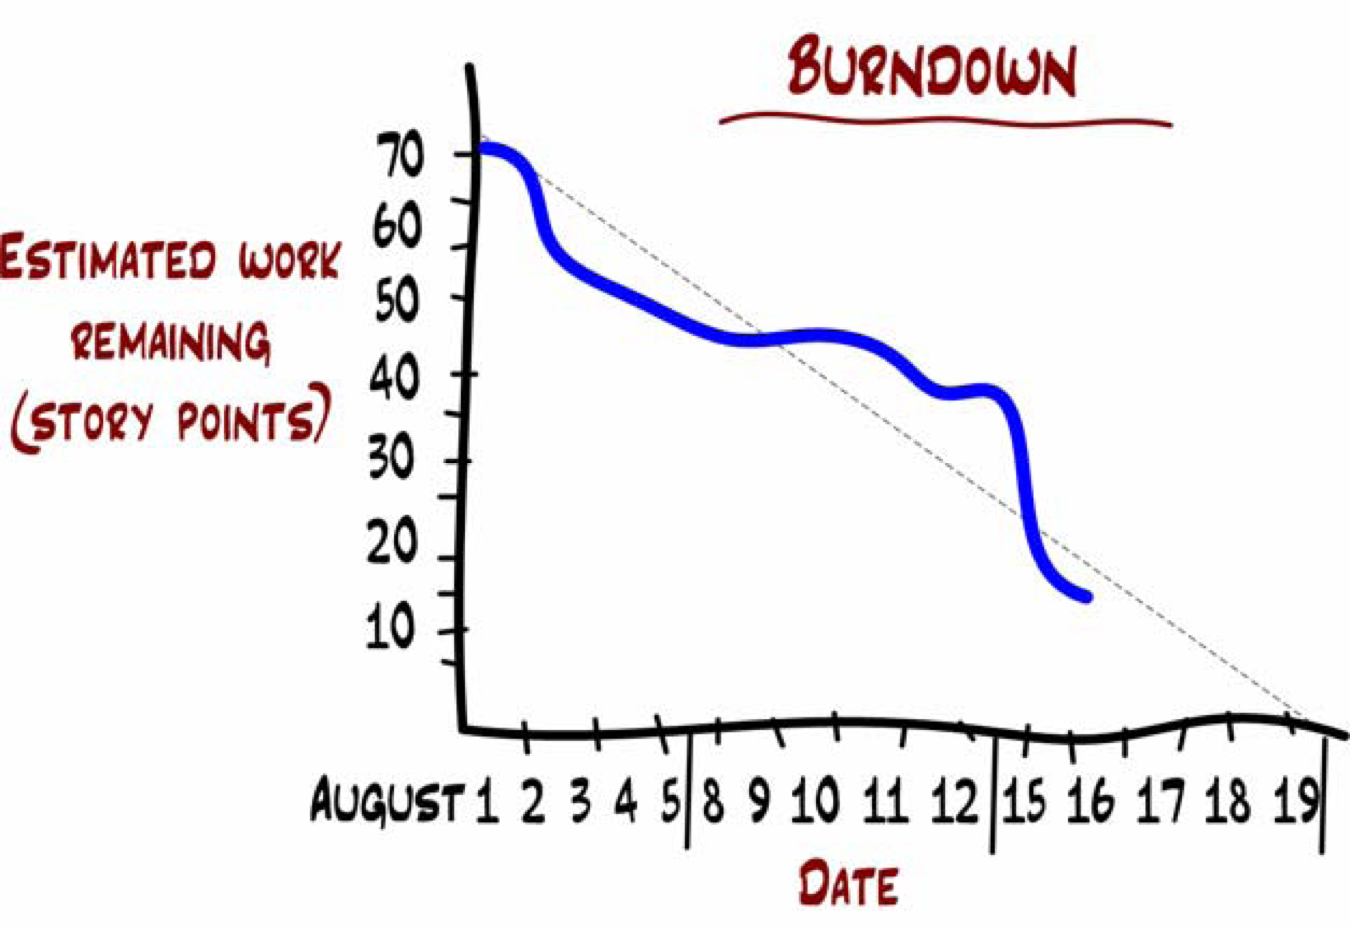 BURNDOWN
70
60
50
40
30
20
10
ESTIMATED WORK
REMAINING
(STORY POINTS)
AUGUST 1 2 3 4 5 8 9 10 11 12 15 16 17 18 19
DATE